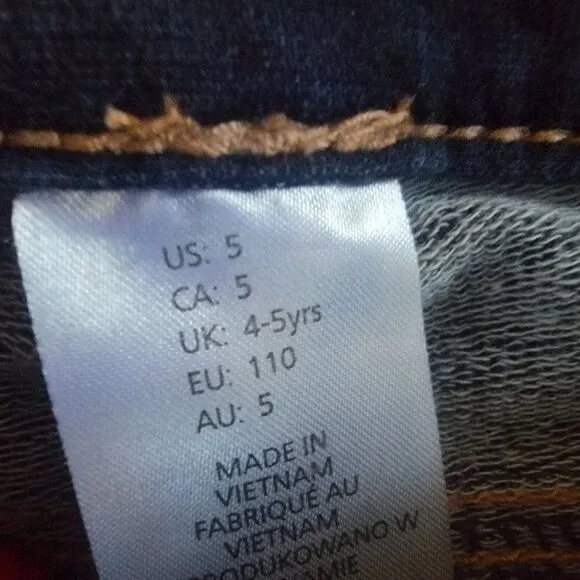 US: 5
CA: 5
UK: 4-5yrs
EU: 110
AU: 5
MADE IN
VIETNAM
FABRIQUÉ AU
VIETNAM
PRODUKOWANO W